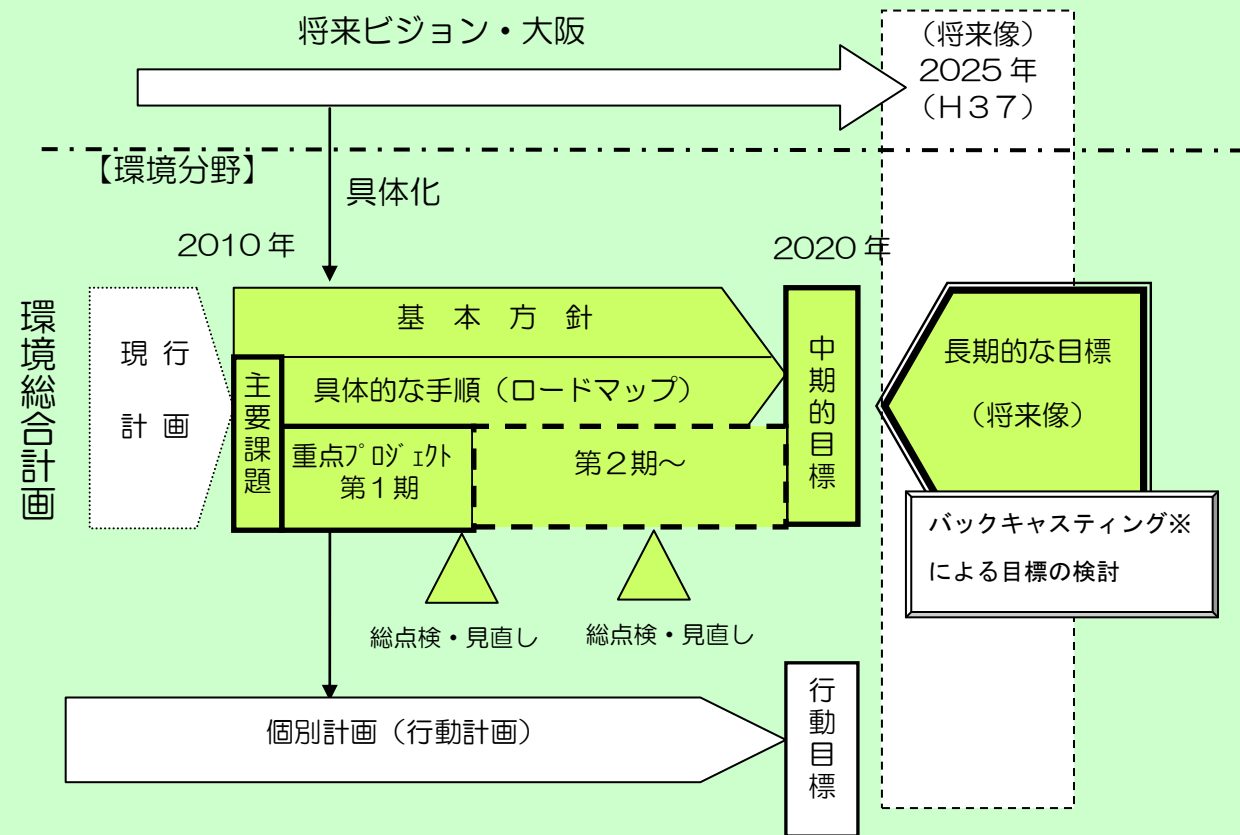 将来ビジョン・大阪
（将来像）
2025年
（H37）
【環境分野】
具体化
2010年
2020年
環境総合計画
現行
計画
基本方針
主要課題
具体的な手順（ロードマップ）
重点ﾌﾟﾛｼﾞｪｸﾄ
第1期
第2期～
中期的目標
長期的な目標
（将来像）
バックキャスティング※
による目標の検討
総点検・見直し
総点検・見直し
個別計画（行動計画）
行動目標